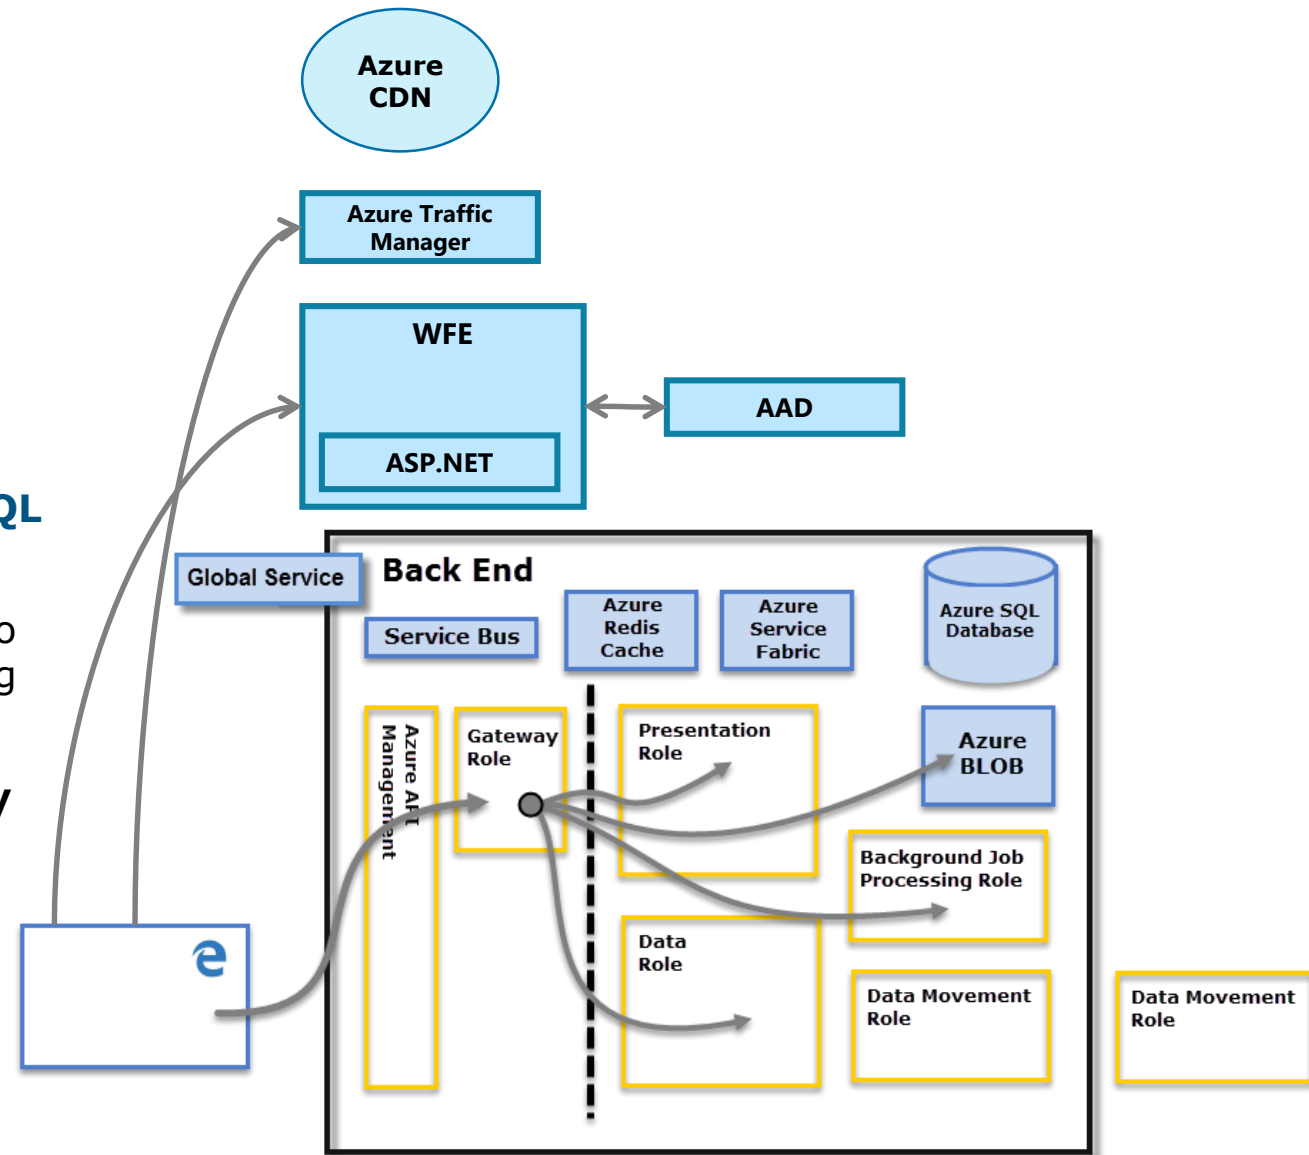 Azure
CDN
Azure Traffic
Manager
WFE
AAD
ASP.NET
QL
Global Service
Back End
Service Bus
Azure
Redis
Cache
Azure
Service
Fabric
Azure SQL
Database
o
g
y
Azure API
Management
Gateway
Role
Presentation
Role
Azure
BLOB
Background Job
Processing Role
Data
Role
Data Movement
Role
Data Movement
Role